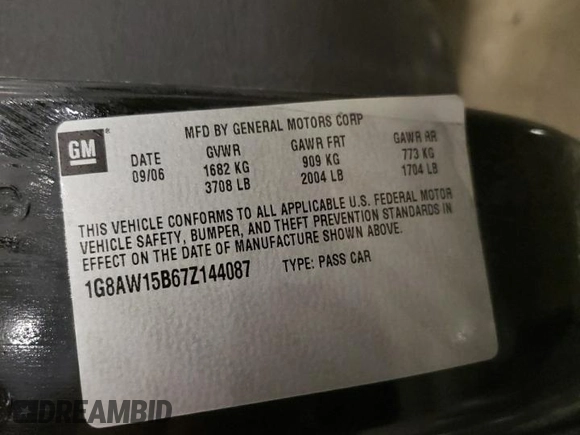 MFD BY GENERAL MOTORS CORP
GM
DATE GVWR GAWR FRT GAWR RR
09/06 1682 KG 909 KG 773 KG
3708 LB 2004 LB 1704 LB
THIS VEHICLE CONFORMS TO ALL APPLICABLE U.S. FEDERAL MOTOR
VEHICLE SAFETY, BUMPER, AND THEFT PREVENTION STANDARDS IN
EFFECT ON THE DATE OF MANUFACTURE SHOWN ABOVE.
1G8AW15B67Z144087 TYPE: PASS CAR
DREAMBID